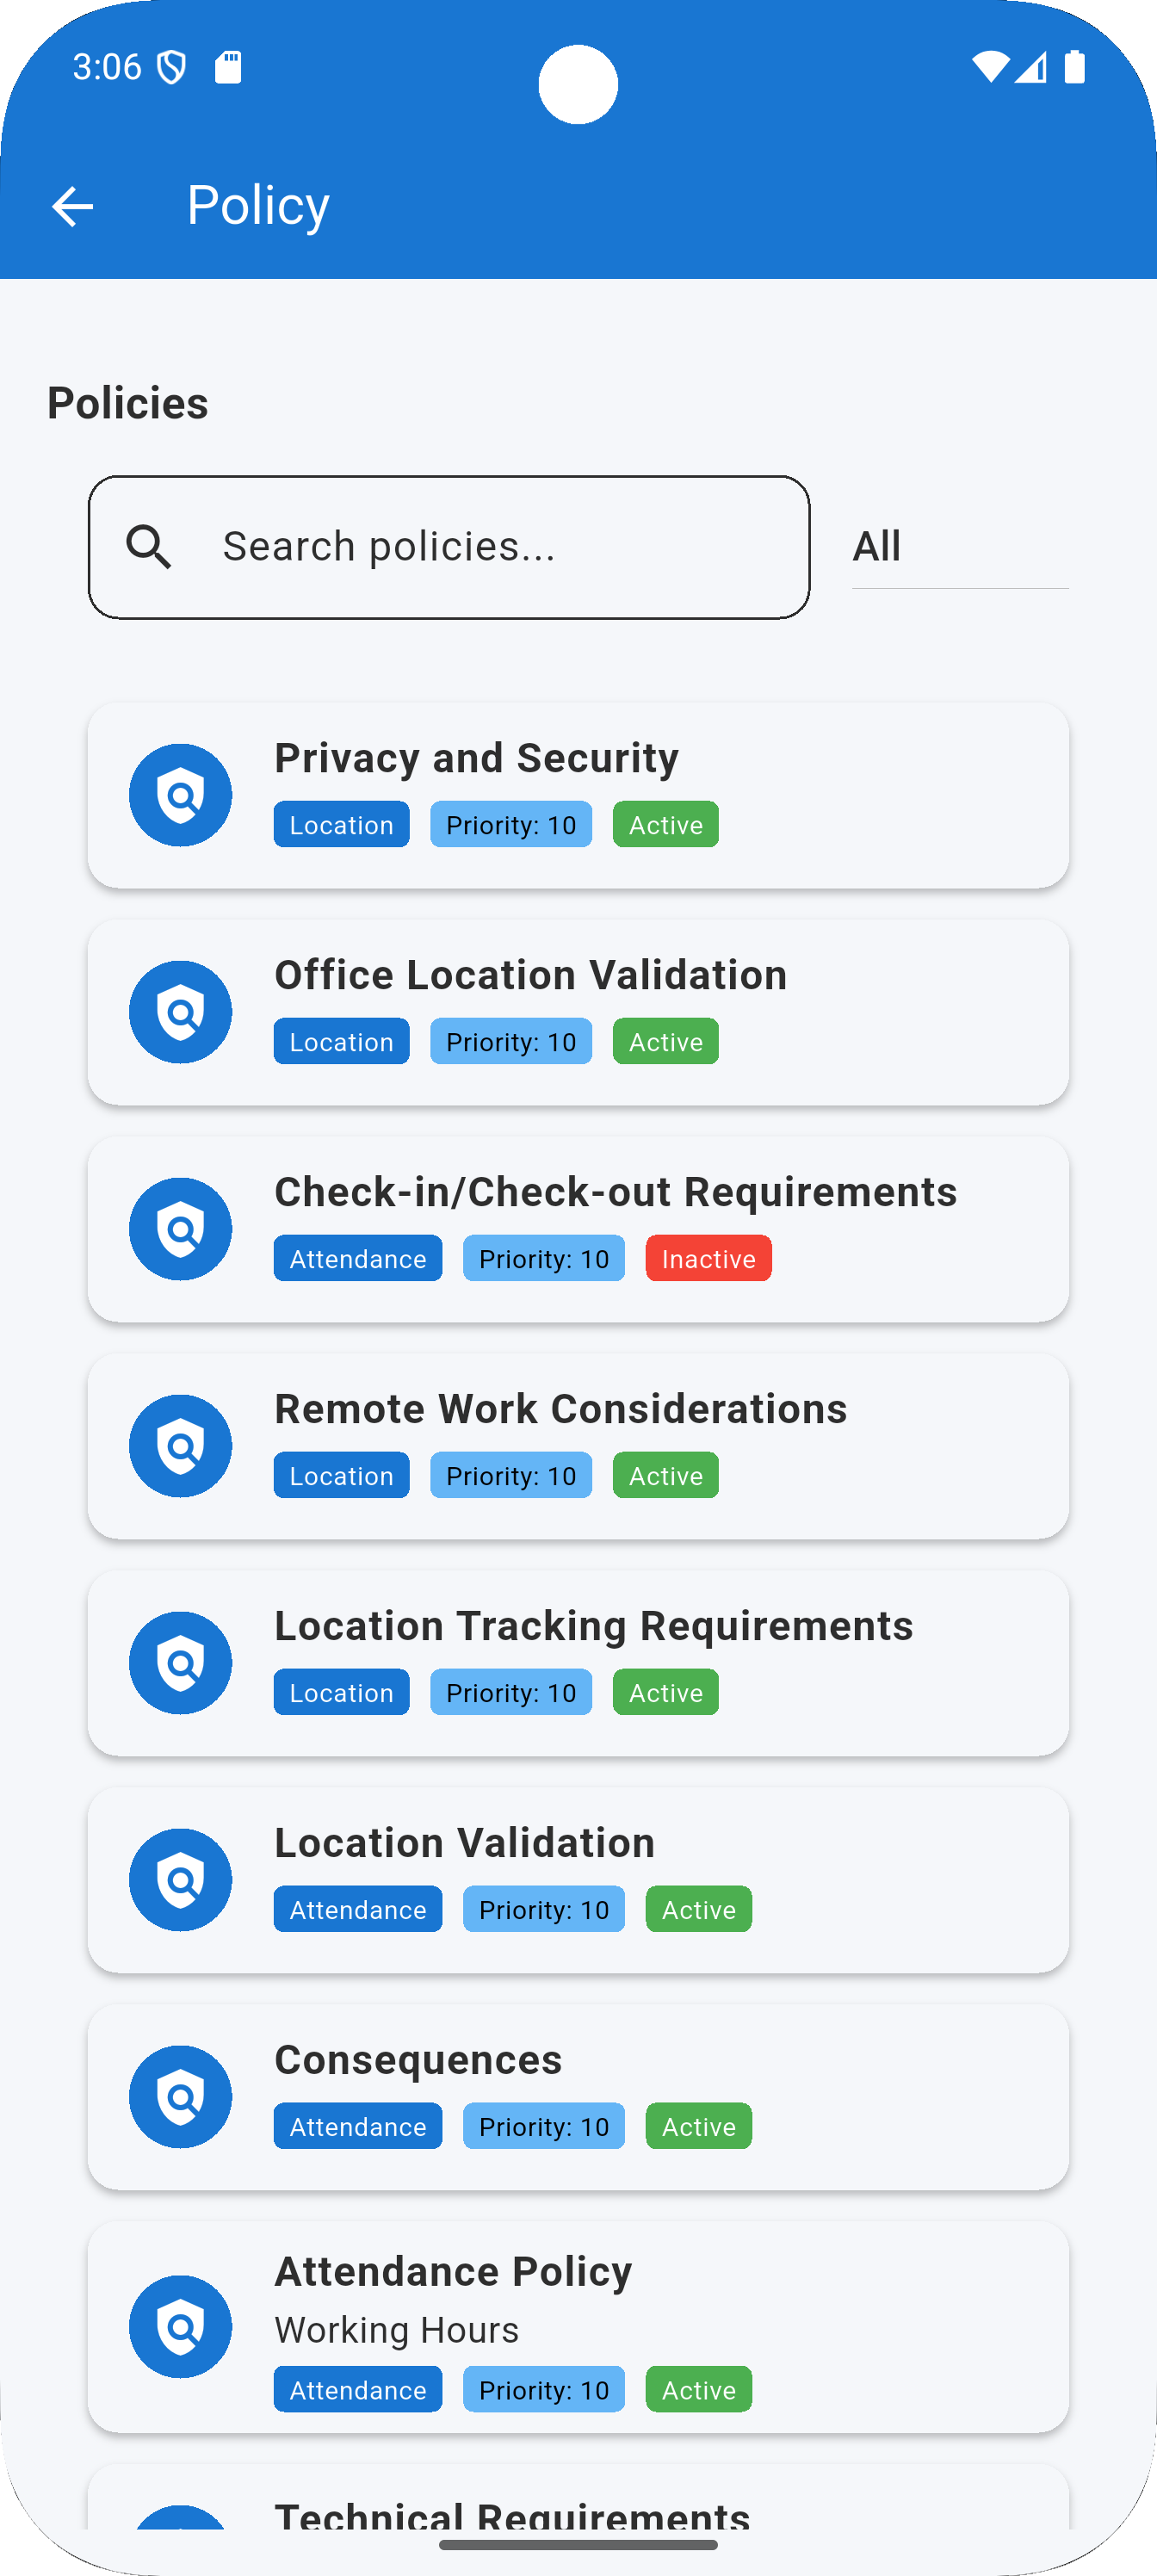 3:06
Policy
Policies
Search policies...
All
Privacy and Security
Location Priority: 10 Active
Office Location Validation
Location Priority: 10 Active
Check-in/Check-out Requirements
Attendance Priority: 10 Inactive
Remote Work Considerations
Location Priority: 10 Active
Location Tracking Requirements
Location Priority: 10 Active
Location Validation
Attendance Priority: 10 Active
Consequences
Attendance Priority: 10 Active
Attendance Policy
Working Hours
Attendance Priority: 10 Active
Technical Requirements